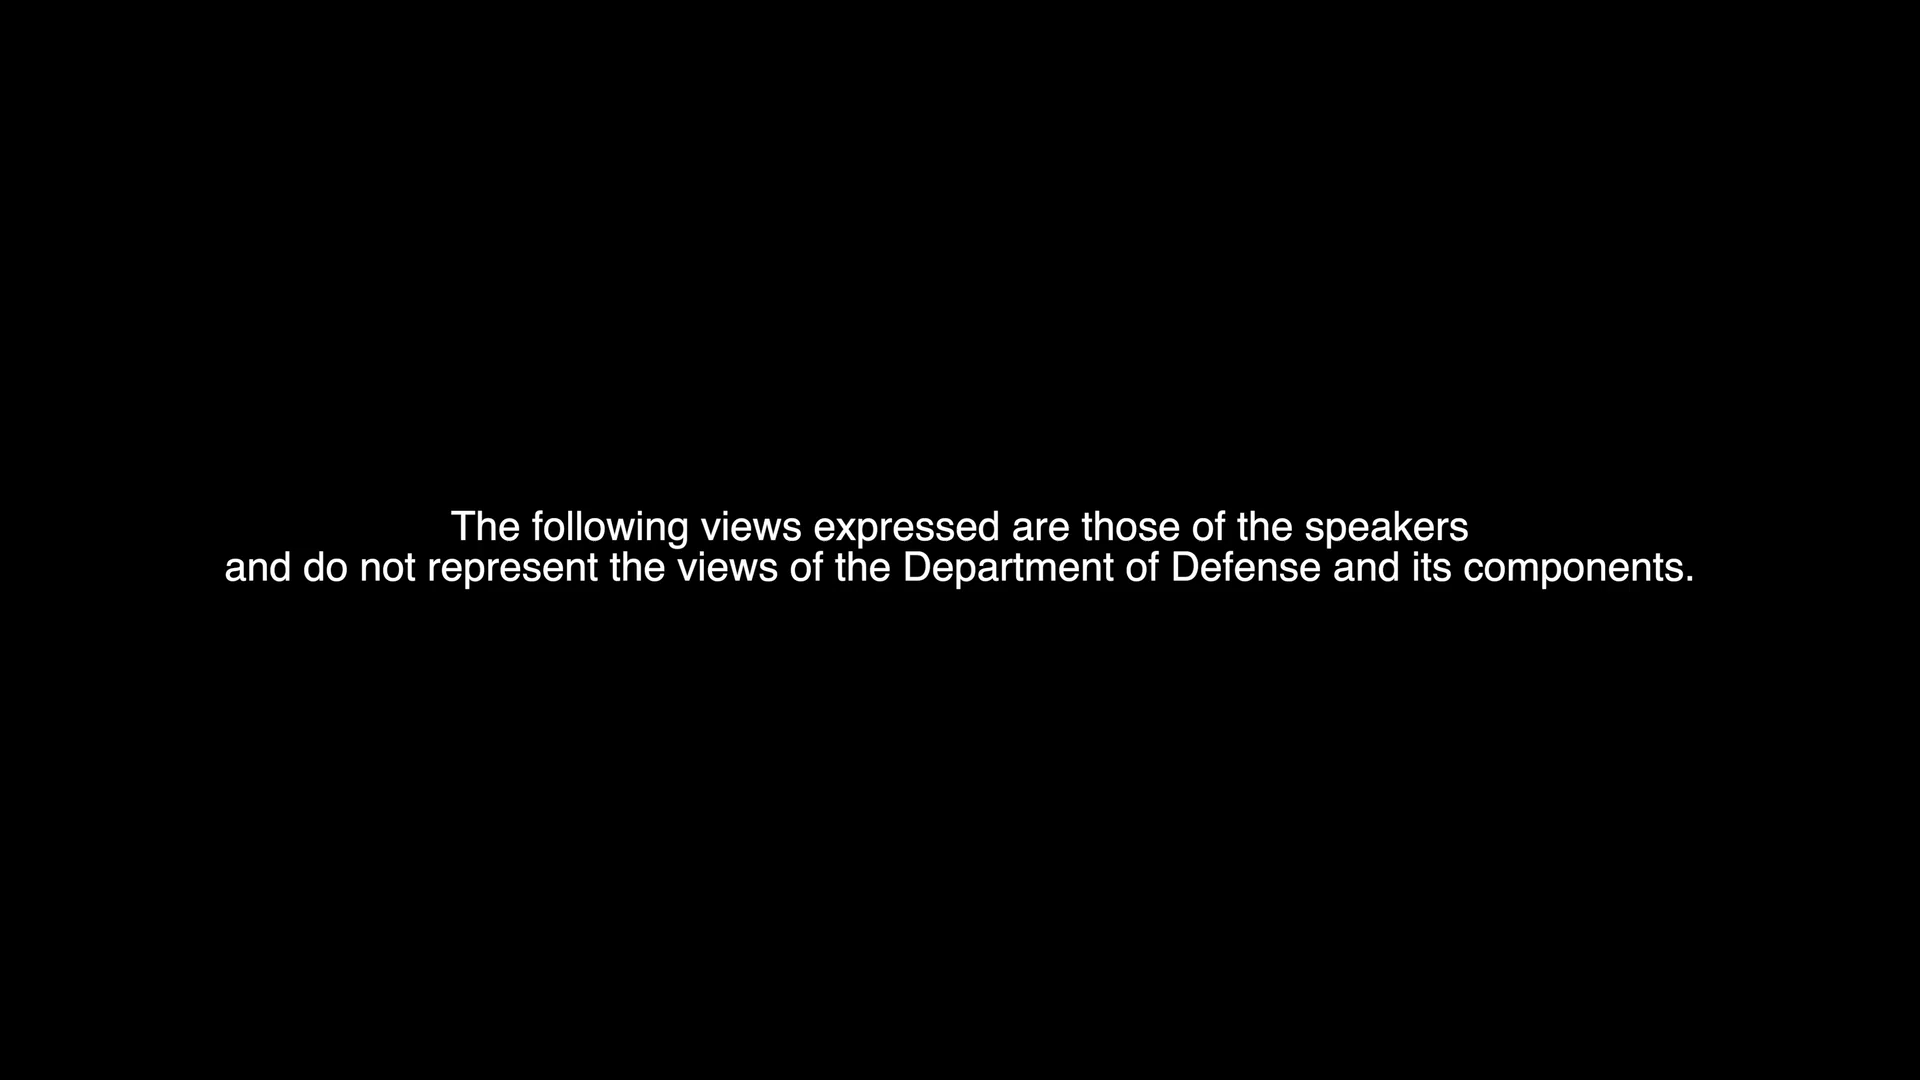 The following views expressed are those of the speakers
and do not represent the views of the Department of Defense and its components.